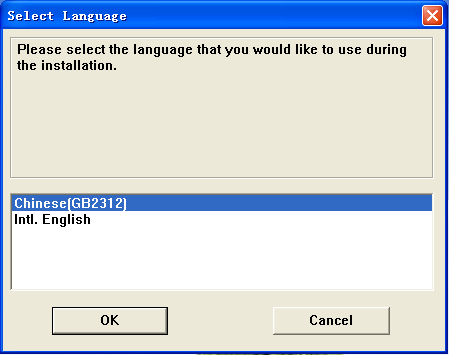 Select Language
Please select the language that you would like to use during
the installation.
Chinese(GB2312)
Intl. English
OK
Cancel